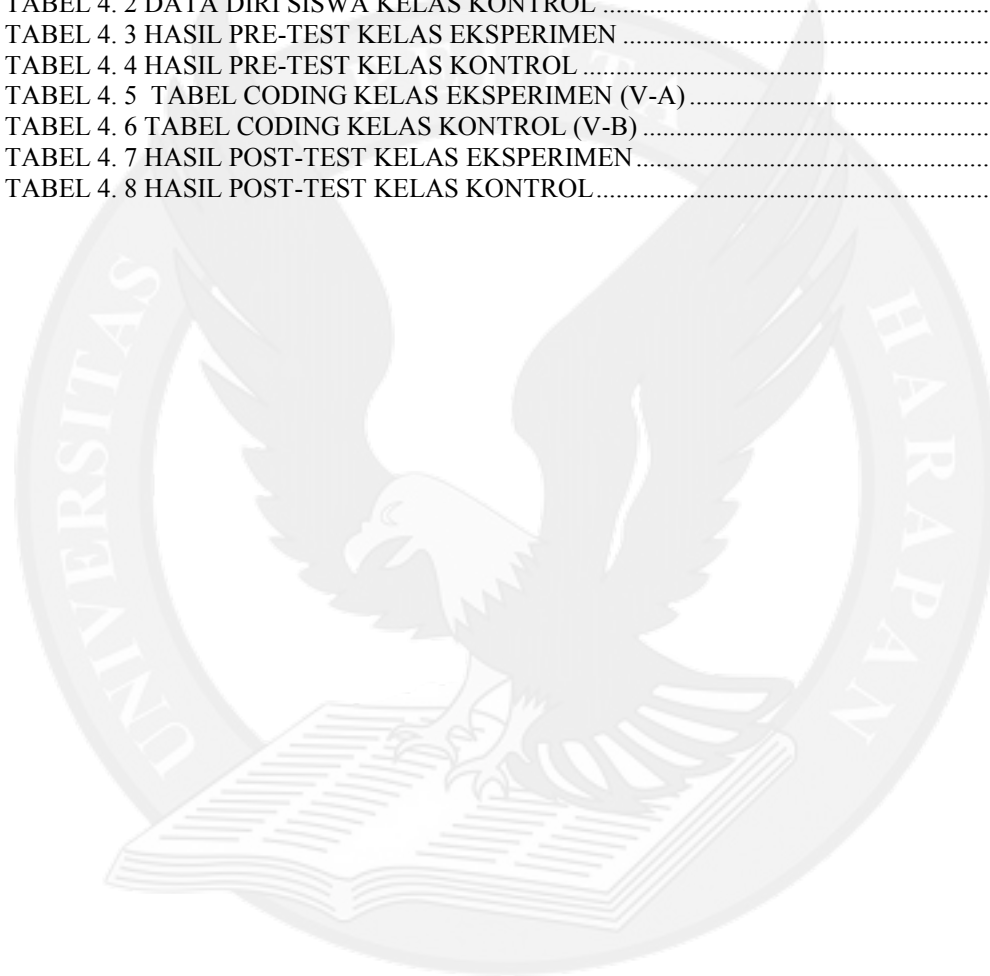 TABEL 4. 2 DATA DIRI SISWA KELAS KONTROL ................................................................
TABEL 4. 3 HASIL PRE-TEST KELAS EKSPERIMEN ................................................................
TABEL 4. 4 HASIL PRE-TEST KELAS KONTROL ................................................................
TABEL 4. 5  TABEL CODING KELAS EKSPERIMEN (V-A) ................................................................
TABEL 4. 6 TABEL CODING KELAS KONTROL (V-B) ................................................................
TABEL 4. 7 HASIL POST-TEST KELAS EKSPERIMEN ................................................................
TABEL 4. 8 HASIL POST-TEST KELAS KONTROL ................................................................
UNIVERSITAS
HARAPAN